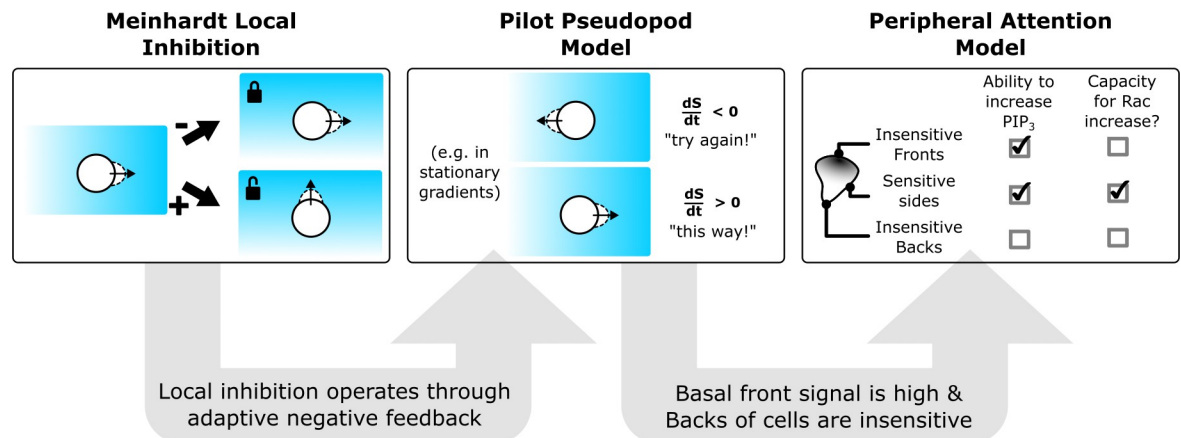 Meinhardt Local
Inhibition
-
+
Pilot Pseudopod
Model
(e.g. in
stationary
gradients)
dS
dt
< 0
"try again!"
dS
dt
> 0
"this way!"
Peripheral Attention
Model
Ability to
increase
PIP₃
Capacity
for Rac
increase?
Insensitive
Fronts
Sensitive
sides
Insensitive
Backs
Local inhibition operates through
adaptive negative feedback
Basal front signal is high &
Backs of cells are insensitive